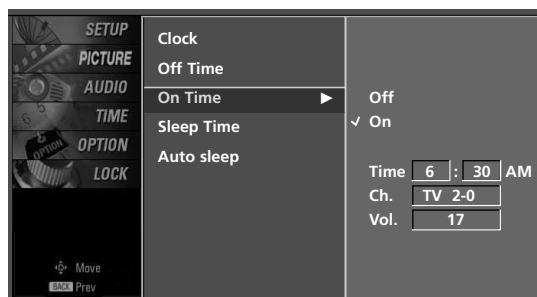 SETUP
PICTURE
AUDIO
TIME
OPTION
LOCK
Move
BACK Prev
Clock
Off Time
On Time ►
Sleep Time
Auto sleep
Off
✓ On
Time 6 : 30 AM
Ch. TV 2-0
Vol. 17